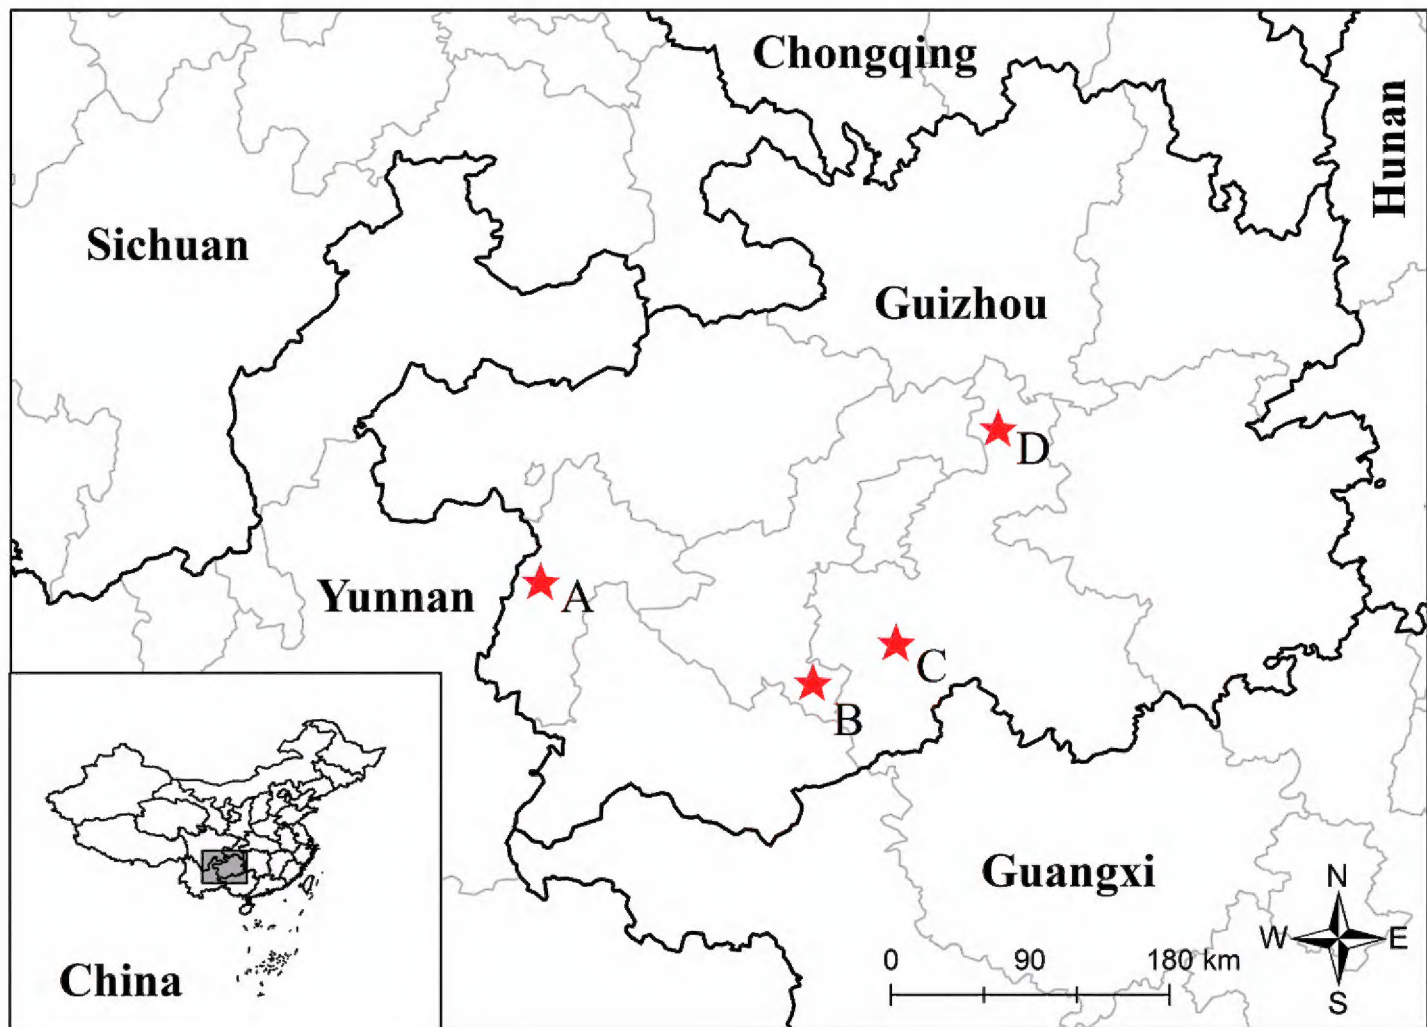 Chongqing
Hunan
Sichuan
Guizhou
D
Yunnan
A
C
B
Guangxi
N
W
E
S
0 90 180 km
China